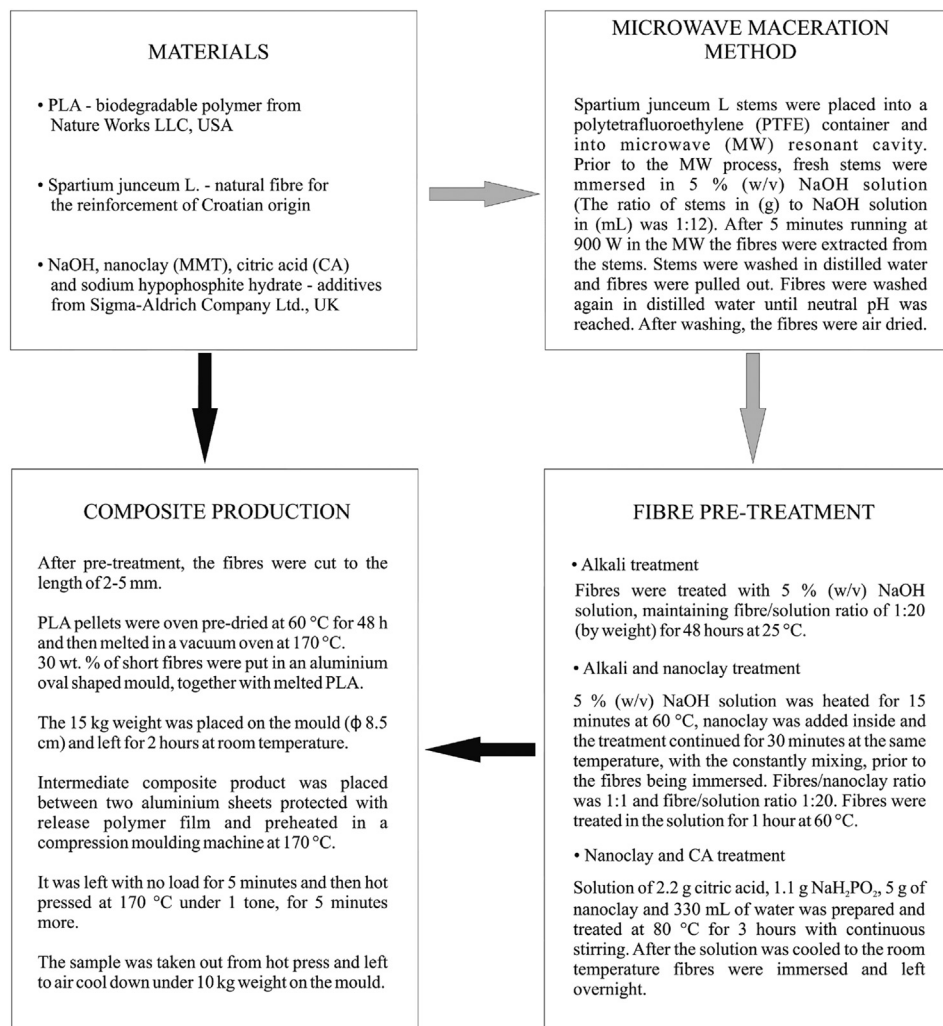 MATERIALS
• PLA - biodegradable polymer from
Nature Works LLC, USA
• Spartium junceum L. - natural fibre for
the reinforcement of Croatian origin
• NaOH, nanoclay (MMT), citric acid (CA)
and sodium hypophosphite hydrate - additives
from Sigma-Aldrich Company Ltd., UK
MICROWAVE MACERATION
METHOD
Spartium junceum L stems were placed into a
polytetrafluoroethylene (PTFE) container and
into microwave (MW) resonant cavity.
Prior to the MW process, fresh stems were
mmersed in 5 % (w/v) NaOH solution
(The ratio of stems in (g) to NaOH solution
in (mL) was 1:12). After 5 minutes running at
900 W in the MW the fibres were extracted from
the stems. Stems were washed in distilled water
and fibres were pulled out. Fibres were washed
again in distilled water until neutral pH was
reached. After washing, the fibres were air dried.
COMPOSITE PRODUCTION
After pre-treatment, the fibres were cut to the
length of 2-5 mm.
PLA pellets were oven pre-dried at 60 °C for 48 h
and then melted in a vacuum oven at 170 °C.
30 wt. % of short fibres were put in an aluminium
oval shaped mould, together with melted PLA.
The 15 kg weight was placed on the mould (ϕ 8.5
cm) and left for 2 hours at room temperature.
Intermediate composite product was placed
between two aluminium sheets protected with
release polymer film and preheated in a
compression moulding machine at 170 °C.
It was left with no load for 5 minutes and then hot
pressed at 170 °C under 1 tone, for 5 minutes
more.
The sample was taken out from hot press and left
to air cool down under 10 kg weight on the mould.
FIBRE PRE-TREATMENT
• Alkali treatment
Fibres were treated with 5 % (w/v) NaOH
solution, maintaining fibre/solution ratio of 1:20
(by weight) for 48 hours at 25 °C.
• Alkali and nanoclay treatment
5 % (w/v) NaOH solution was heated for 15
minutes at 60 °C, nanoclay was added inside and
the treatment continued for 30 minutes at the same
temperature, with the constantly mixing, prior to
the fibres being immersed. Fibres/nanoclay ratio
was 1:1 and fibre/solution ratio 1:20. Fibres were
treated in the solution for 1 hour at 60 °C.
• Nanoclay and CA treatment
Solution of 2.2 g citric acid, 1.1 g NaH₂PO₂, 5 g of
nanoclay and 330 mL of water was prepared and
treated at 80 °C for 3 hours with continuous
stirring. After the solution was cooled to the room
temperature fibres were immersed and left
overnight.